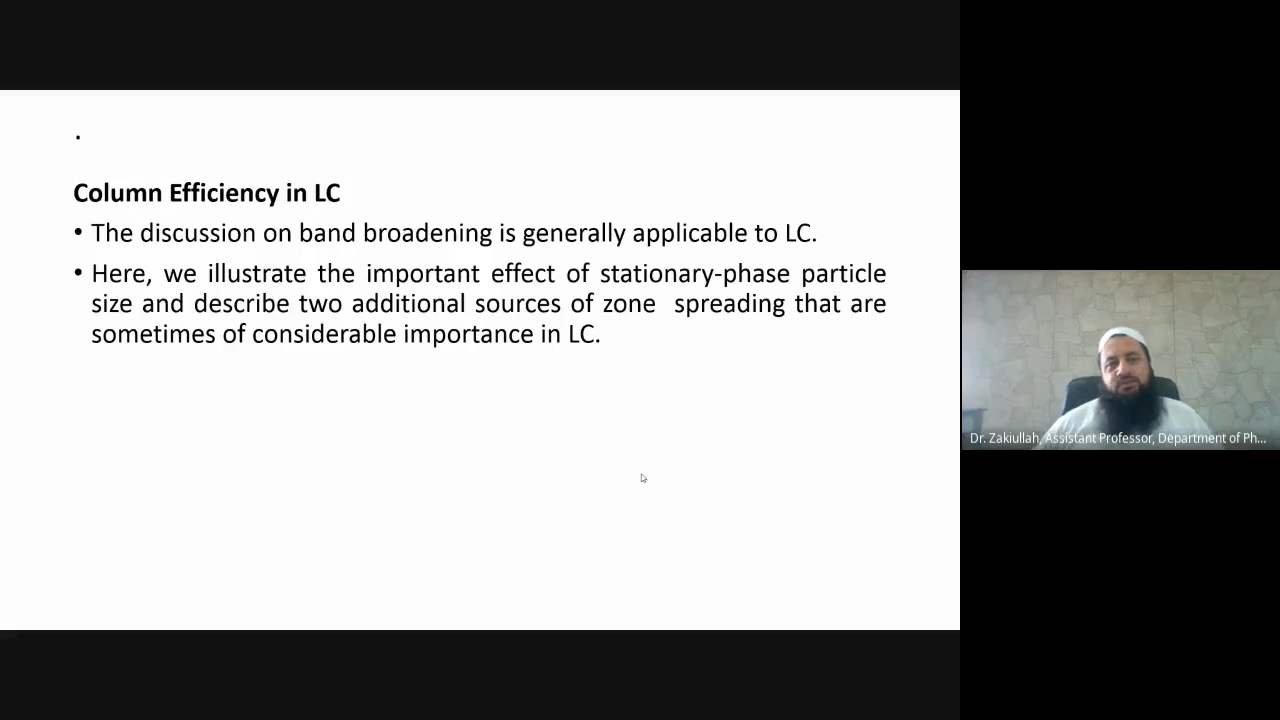 .
Column Efficiency in LC
• The discussion on band broadening is generally applicable to LC.
• Here, we illustrate the important effect of stationary-phase particle
size and describe two additional sources of zone spreading that are
sometimes of considerable importance in LC.
Dr. Zakiullah, Assistant Professor, Department of Ph...